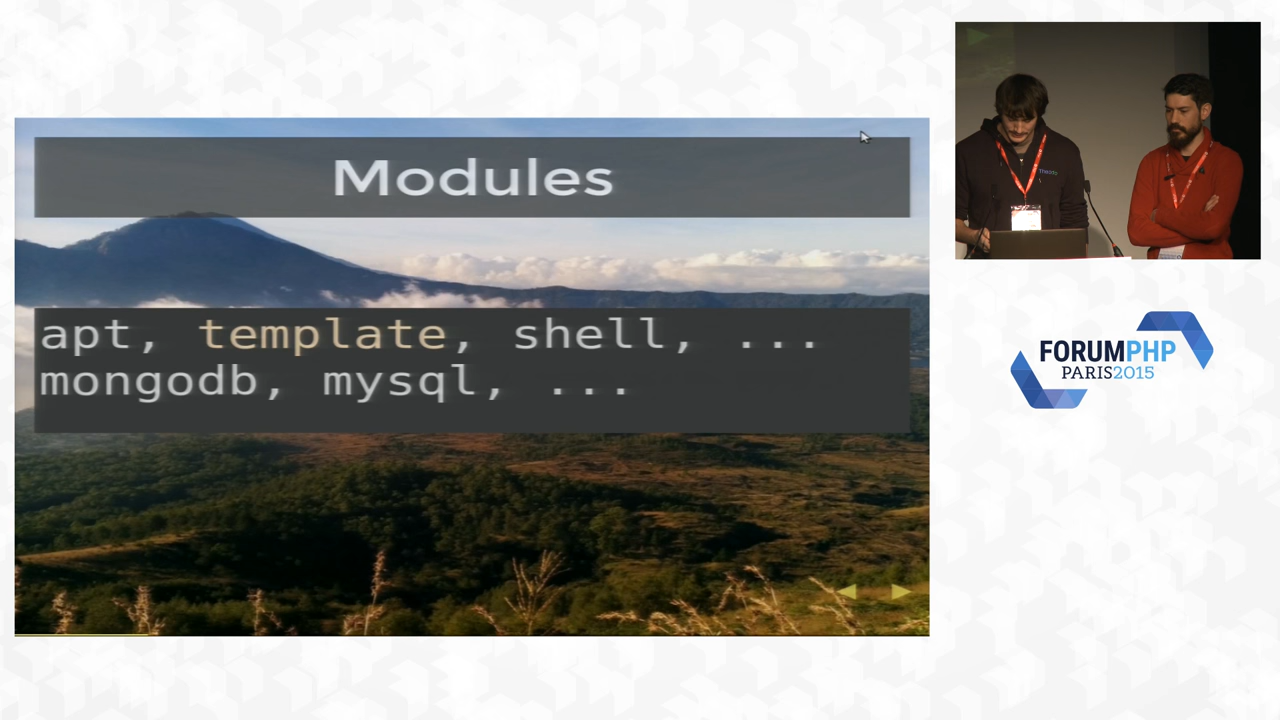 Modules
apt, template, shell, ...
mongodb, mysql, ...
FORUMPHP
PARIS2015